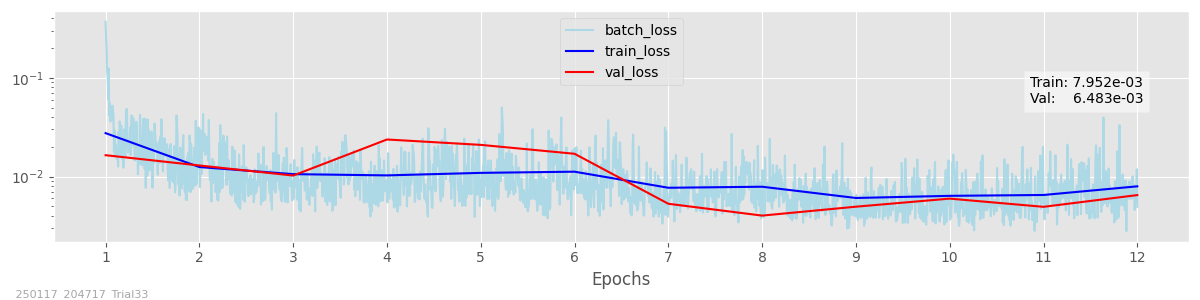 batch_loss
train_loss
val_loss
10⁻¹
10⁻²
Train: 7.952e-03
Val: 6.483e-03
1 2 3 4 5 6 7 8 9 10 11 12
Epochs
250117_204717_Trial33